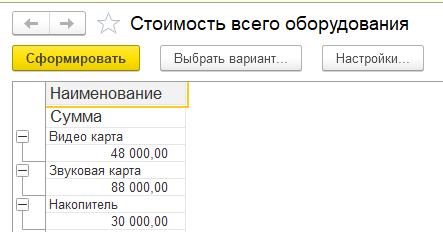 Стоимость всего оборудования
Сформировать Выбрать вариант... Настройки...
Наименование
Сумма
Видео карта
48 000,00
Звуковая карта
88 000,00
Накопитель
30 000,00